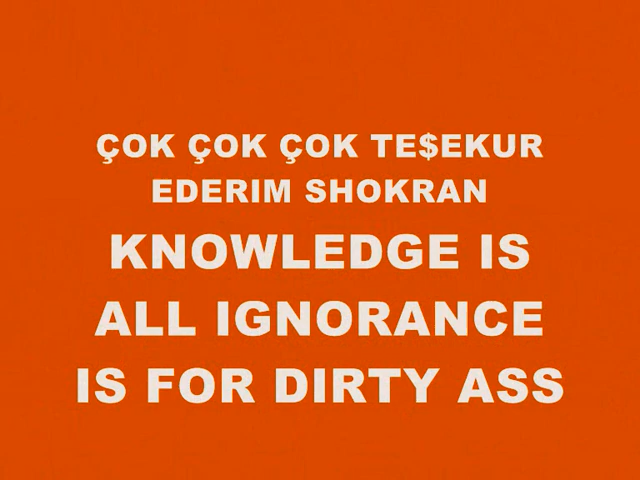 ÇOK ÇOK ÇOK TE$EKUR
EDERIM SHOKRAN
KNOWLEDGE IS
ALL IGNORANCE
IS FOR DIRTY ASS